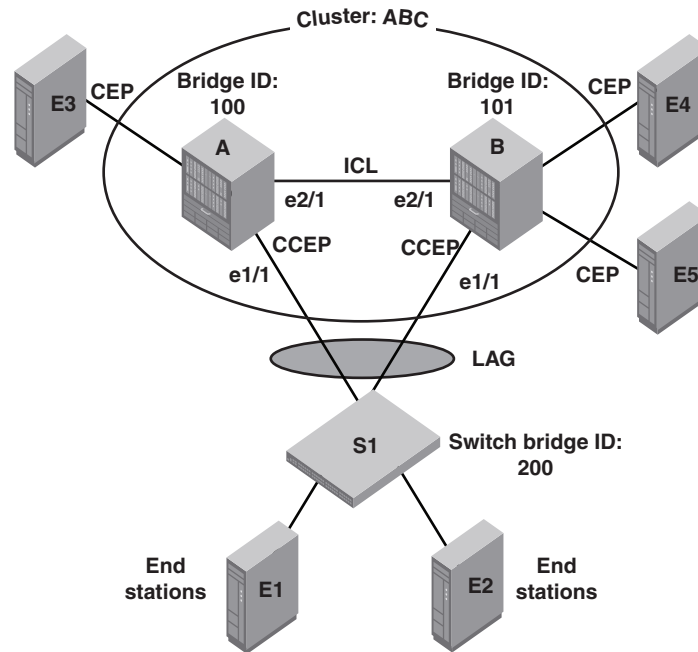 Cluster: ABC
Bridge ID:
100
Bridge ID:
101
CEP
CEP
E3
E4
A
B
ICL
e2/1
e2/1
CCEP
CCEP
e1/1
e1/1
CEP
E5
LAG
S1
Switch bridge ID:
200
End
stations
E1
E2
End
stations